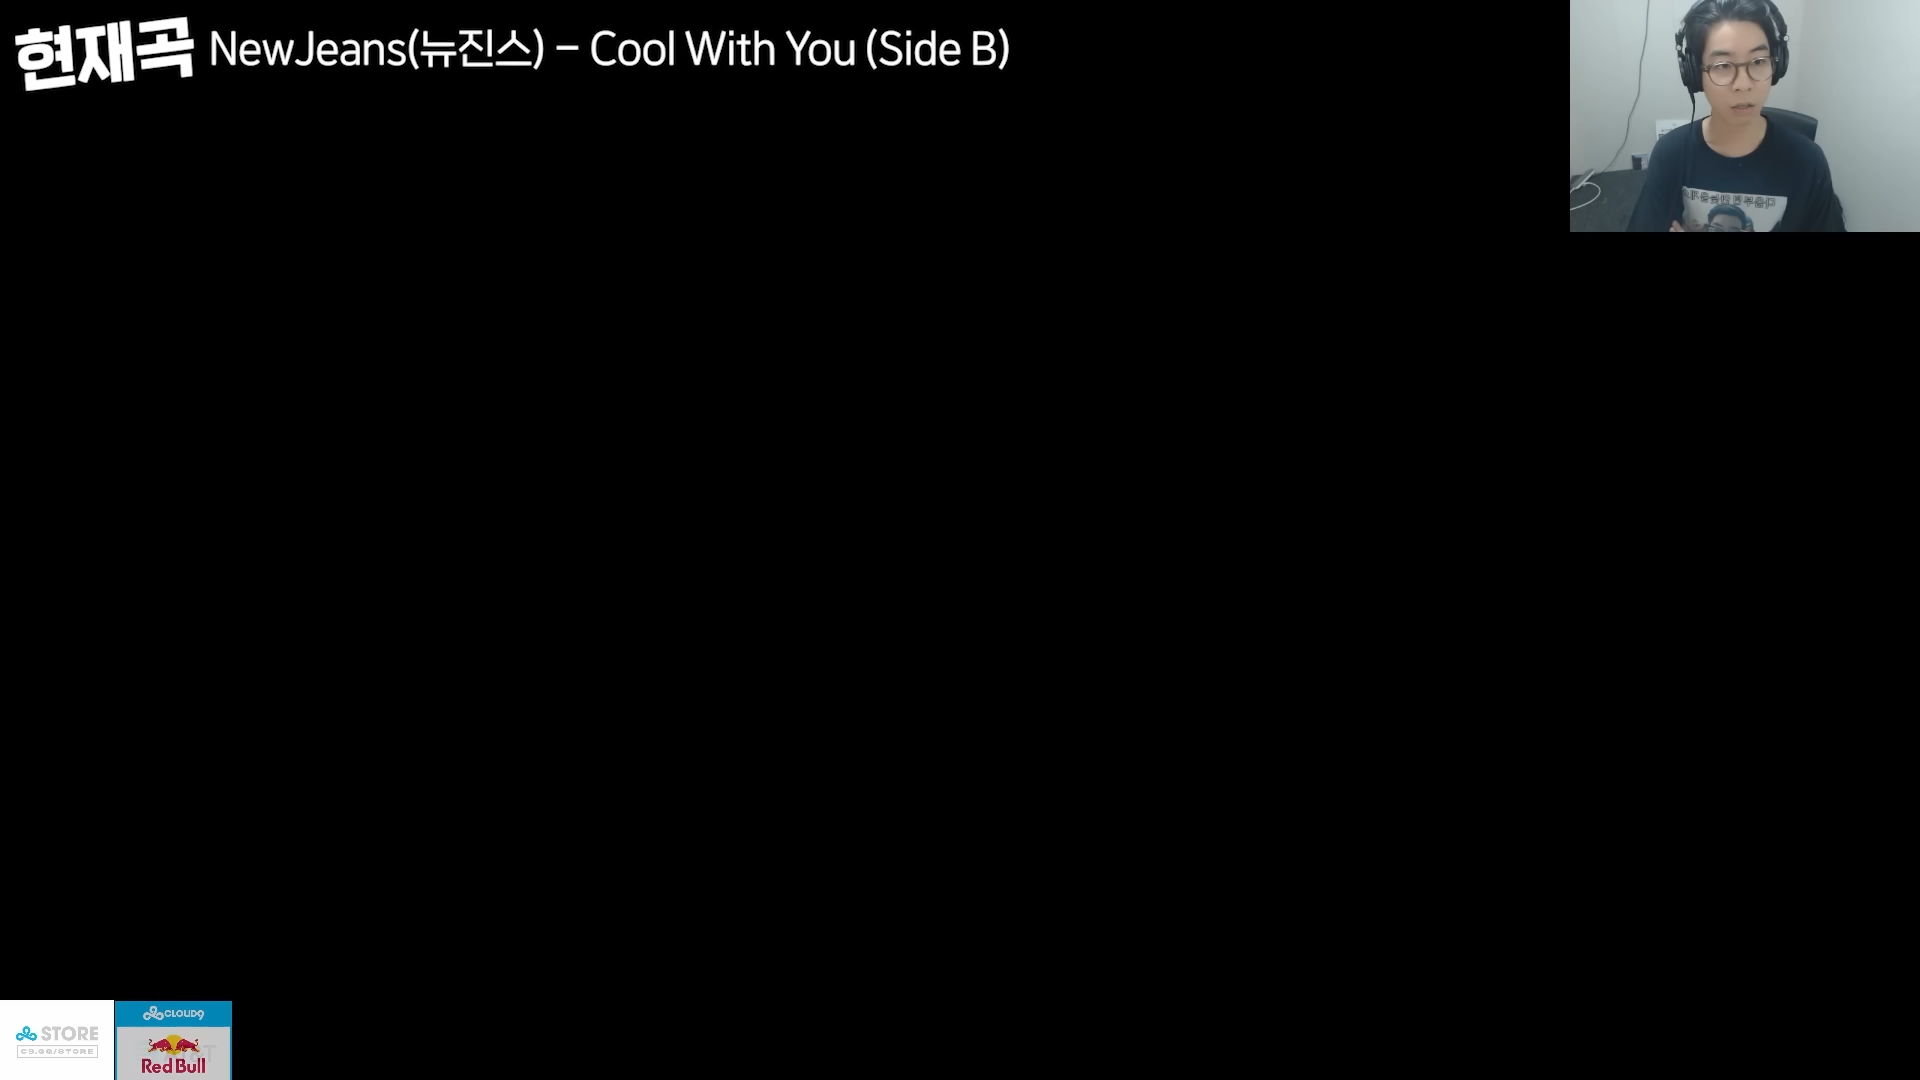 현재곡 NewJeans(뉴진스) – Cool With You (Side B)
STORE
C9.GG/STORE
CLOUD9
Red Bull